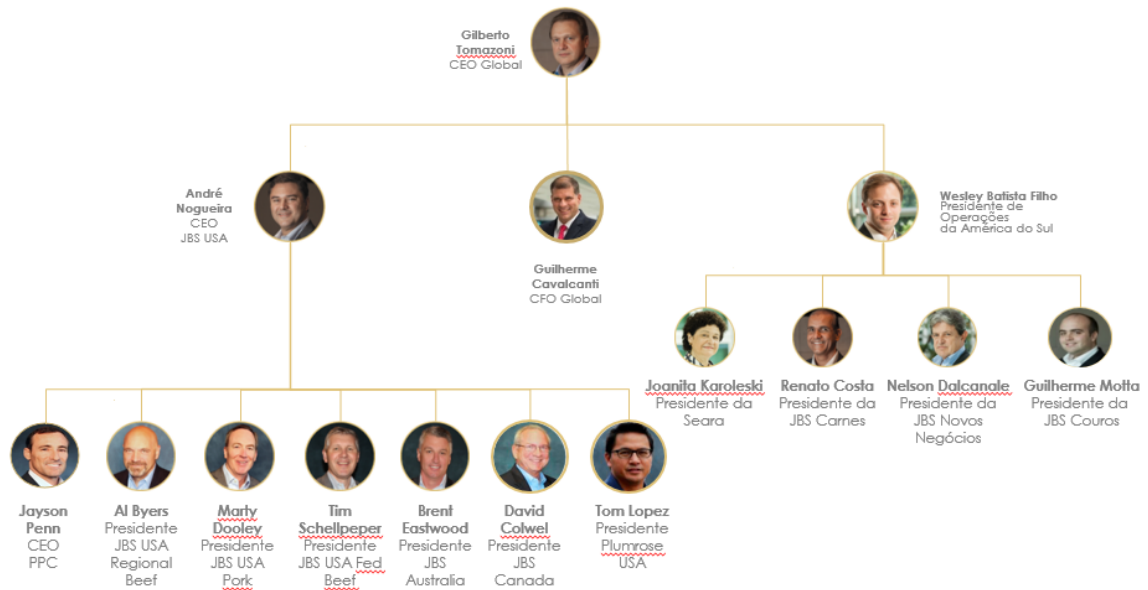 Gilberto
Tomazoni
CEO Global
André
Nogueira
CEO
JBS USA
Guilherme
Cavalcanti
CFO Global
Wesley Batista Filho
Presidente de
Operações
da América do Sul
Joanita Karoleski
Presidente da
Seara
Renato Costa
Presidente da
JBS Carnes
Nelson Dalcanale
Presidente da
JBS Novos
Negócios
Guilherme Motta
Presidente da
JBS Couros
Jayson
Penn
CEO
PPC
Al Byers
Presidente
JBS USA
Regional
Beef
Marty
Dooley
Presidente
JBS USA
Pork
Tim
Schellpeper
Presidente
JBS USA Fed
Beef
Brent
Eastwood
Presidente
JBS
Australia
David
Colwel
Presidente
JBS
Canada
Tom Lopez
Presidente
Plumrose
USA